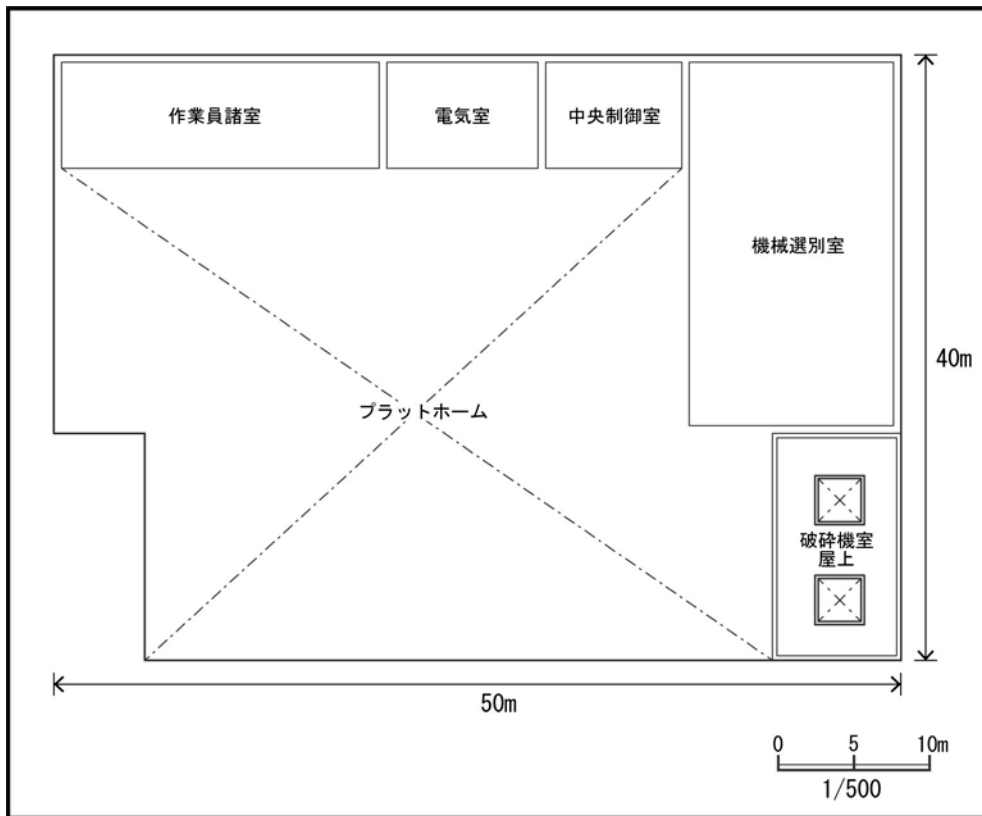 作業員諸室
電気室
中央制御室
機械選別室
40m
プラットホーム
破砕機室
屋上
50m
0 5 10m
1/500